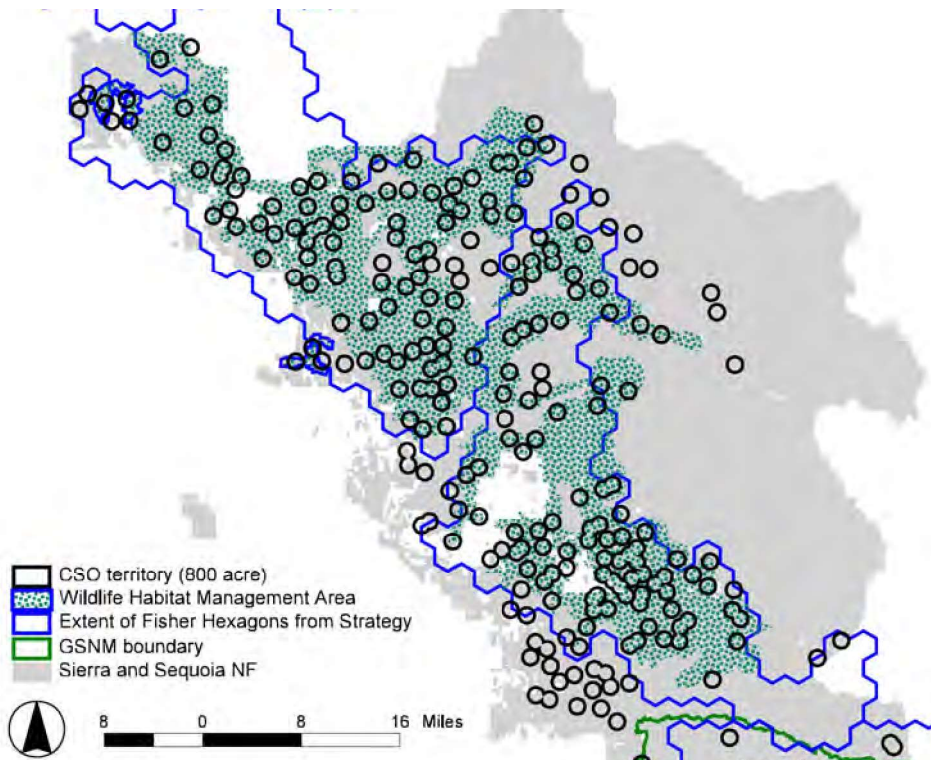 CSO territory (800 acre)
Wildlife Habitat Management Area
Extent of Fisher Hexagons from Strategy
GSNM boundary
Sierra and Sequoia NF
8 0 8 16 Miles